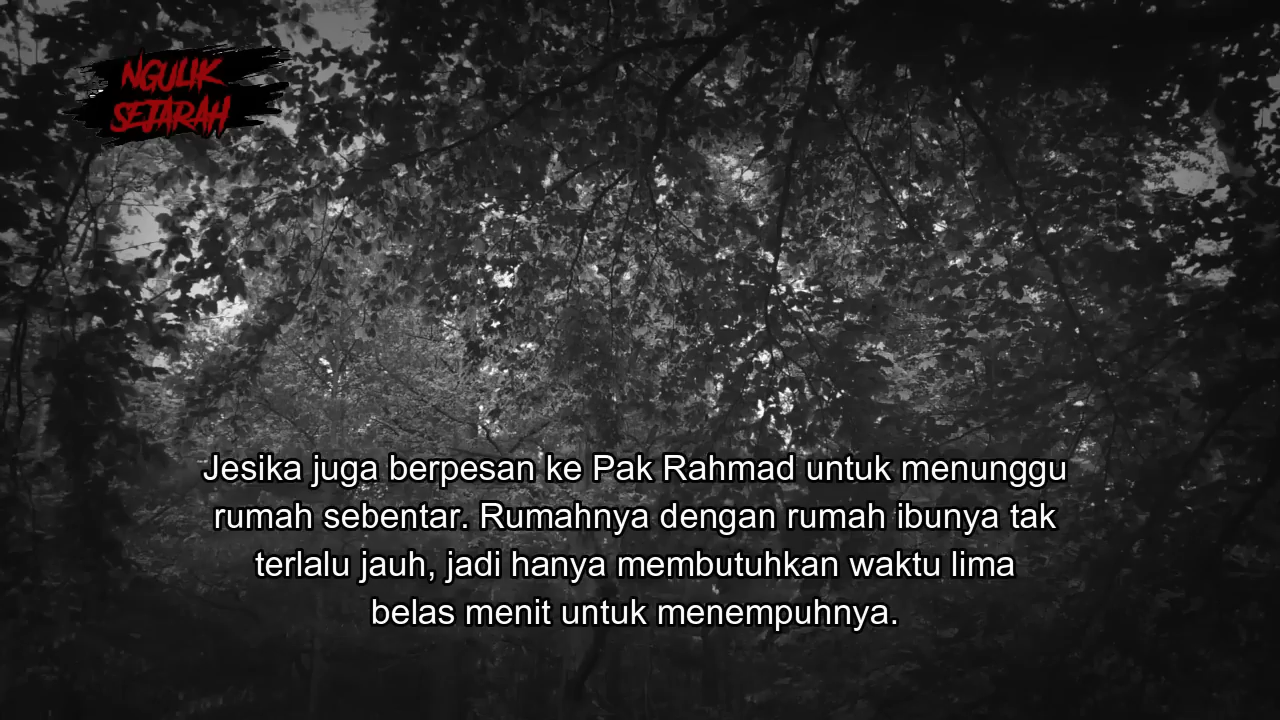 NGULIK
SEJARAH
Jesika juga berpesan ke Pak Rahmad untuk menunggu
rumah sebentar. Rumahnya dengan rumah ibunya tak
terlalu jauh, jadi hanya membutuhkan waktu lima
belas menit untuk menempuhnya.